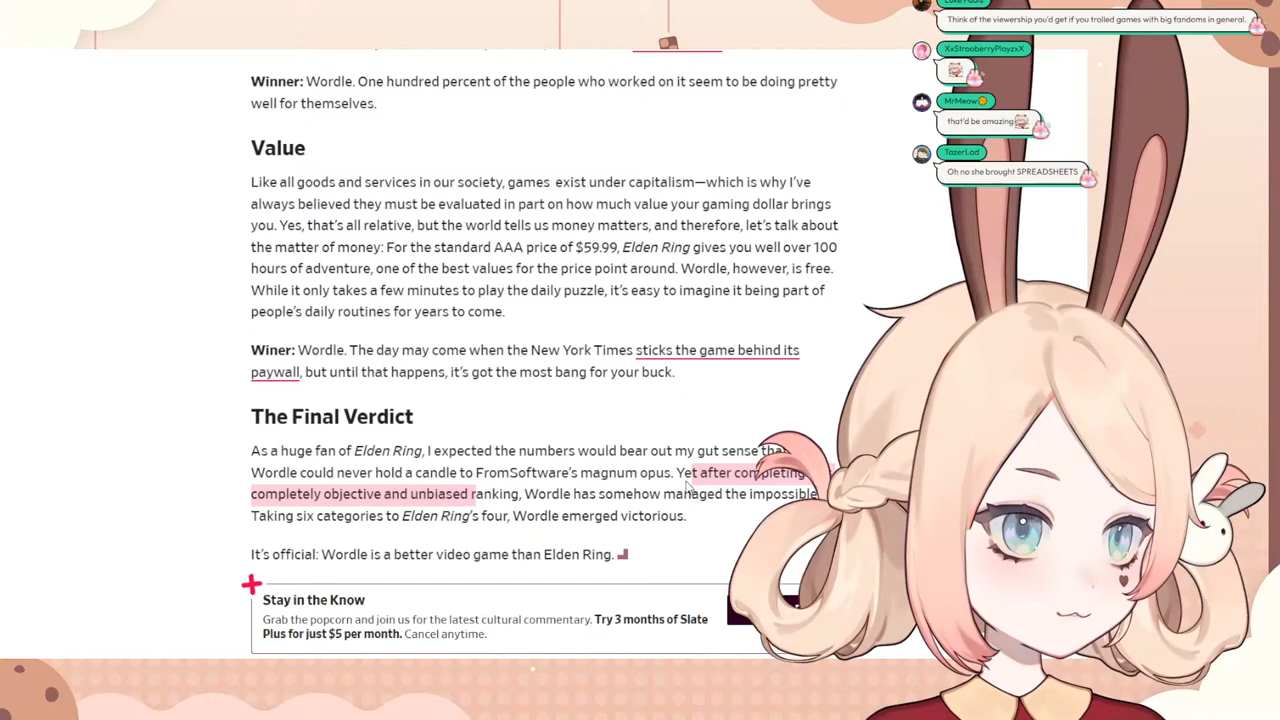 Winner: Wordle. One hundred percent of the people who worked on it seem to be doing pretty
well for themselves.
Value
Like all goods and services in our society, games exist under capitalism—which is why I've
always believed they must be evaluated in part on how much value your gaming dollar brings
you. Yes, that's all relative, but the world tells us money matters, and therefore, let's talk about
the matter of money: For the standard AAA price of $59.99, Elden Ring gives you well over 100
hours of adventure, one of the best values for the price point around. Wordle, however, is free.
While it only takes a few minutes to play the daily puzzle, it's easy to imagine it being part of
people's daily routines for years to come.
Winer: Wordle. The day may come when the New York Times sticks the game behind its
paywall, but until that happens, it's got the most bang for your buck.
The Final Verdict
As a huge fan of Elden Ring, I expected the numbers would bear out my gut sense
Wordle could never hold a candle to FromSoftware's magnum opus. Yet after completing
completely objective and unbiased ranking, Wordle has somehow managed the impossible
Taking six categories to Elden Ring's four, Wordle emerged victorious.
It's official: Wordle is a better video game than Elden Ring.
Stay in the Know
Grab the popcorn and join us for the latest cultural commentary. Try 3 months of Slate
Plus for just $5 per month. Cancel anytime.
Think of the viewership you'd get if you trolled games with big fandoms in general.
XxStrooberryPlayzxX
MrMeow
that'd be amazing
TazerLad
Oh no she brought SPREADSHEETS